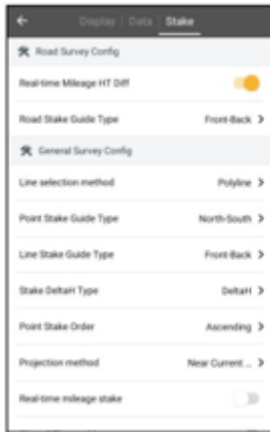 Display | Data | Stake
Road Survey Config
Real-time Mileage HT Diff
Road Stake Guide Type Front-Back >
General Survey Config
Line selection method Polyline >
Point Stake Guide Type North-South >
Line Stake Guide Type Front-Back >
Stake DeltaH Type DeltaH >
Point Stake Order Ascending >
Projection method Near Current ... >
Real-time mileage stake